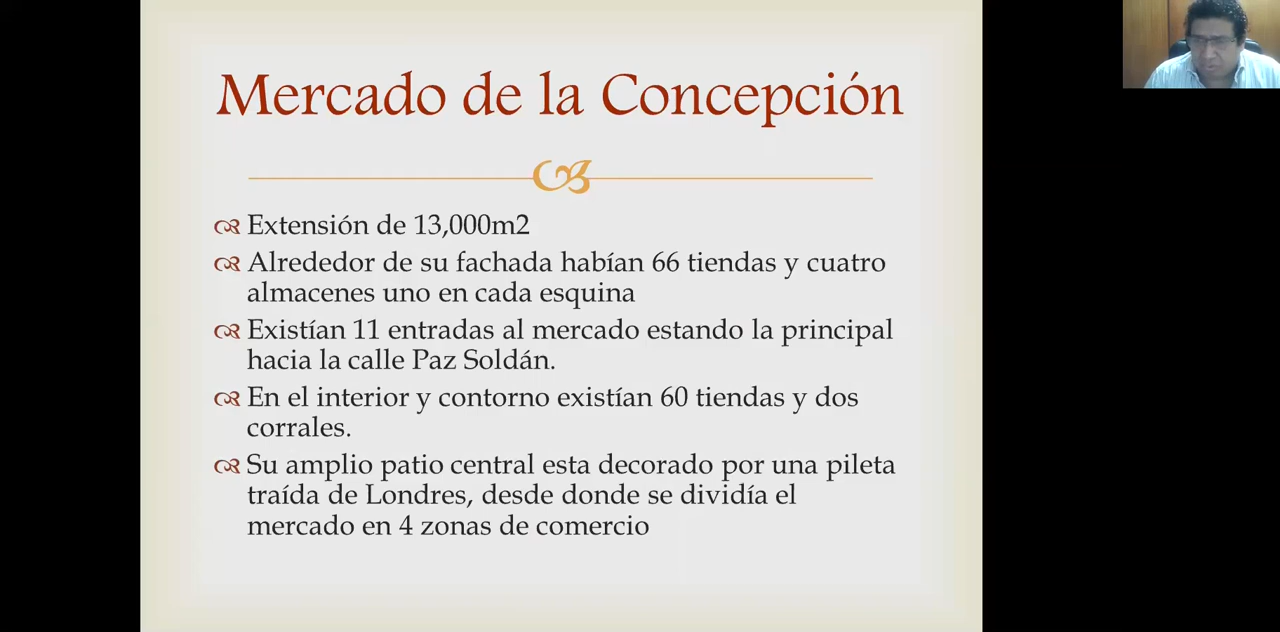 Mercado de la Concepción
Extensión de 13,000m2
Alrededor de su fachada habían 66 tiendas y cuatro
almacenes uno en cada esquina
Existían 11 entradas al mercado estando la principal
hacia la calle Paz Soldán.
En el interior y contorno existían 60 tiendas y dos
corrales.
Su amplio patio central esta decorado por una pileta
traída de Londres, desde donde se dividía el
mercado en 4 zonas de comercio